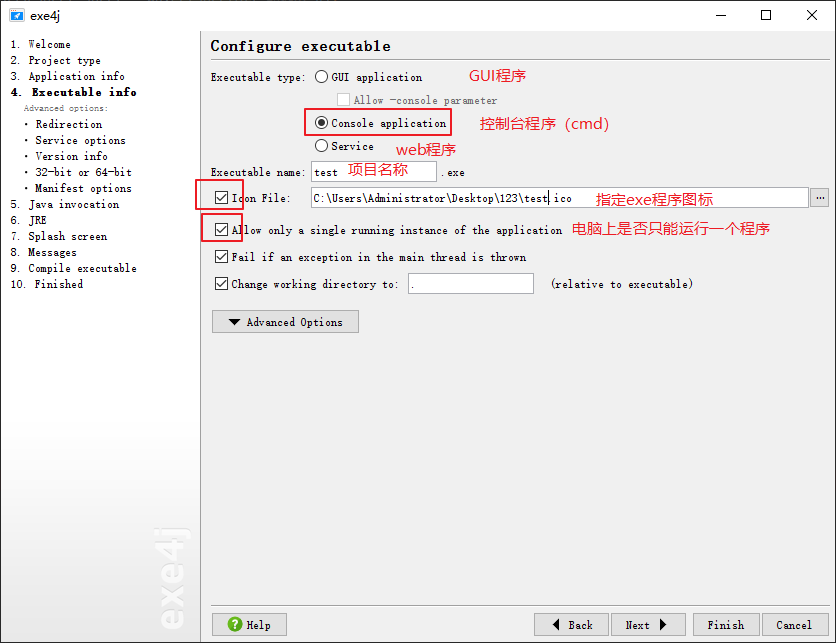 exe4j
1. Welcome
2. Project type
3. Application info
4. Executable info
Advanced options:
· Redirection
· Service options
· Version info
· 32-bit or 64-bit
· Manifest options
5. Java invocation
6. JRE
7. Splash screen
8. Messages
9. Compile executable
10. Finished
exe4j
Configure executable
Executable type: GUI application GUI程序
Allow -console parameter
Console application 控制台程序（cmd）
Service web程序
Executable name: test 项目名称 .exe
Icon File: C:\Users\Administrator\Desktop\123\test.ico 指定exe程序图标 ...
Allow only a single running instance of the application 电脑上是否只能运行一个程序
Fail if an exception in the main thread is thrown
Change working directory to: . (relative to executable)
Advanced Options
? Help Back Next Finish Cancel